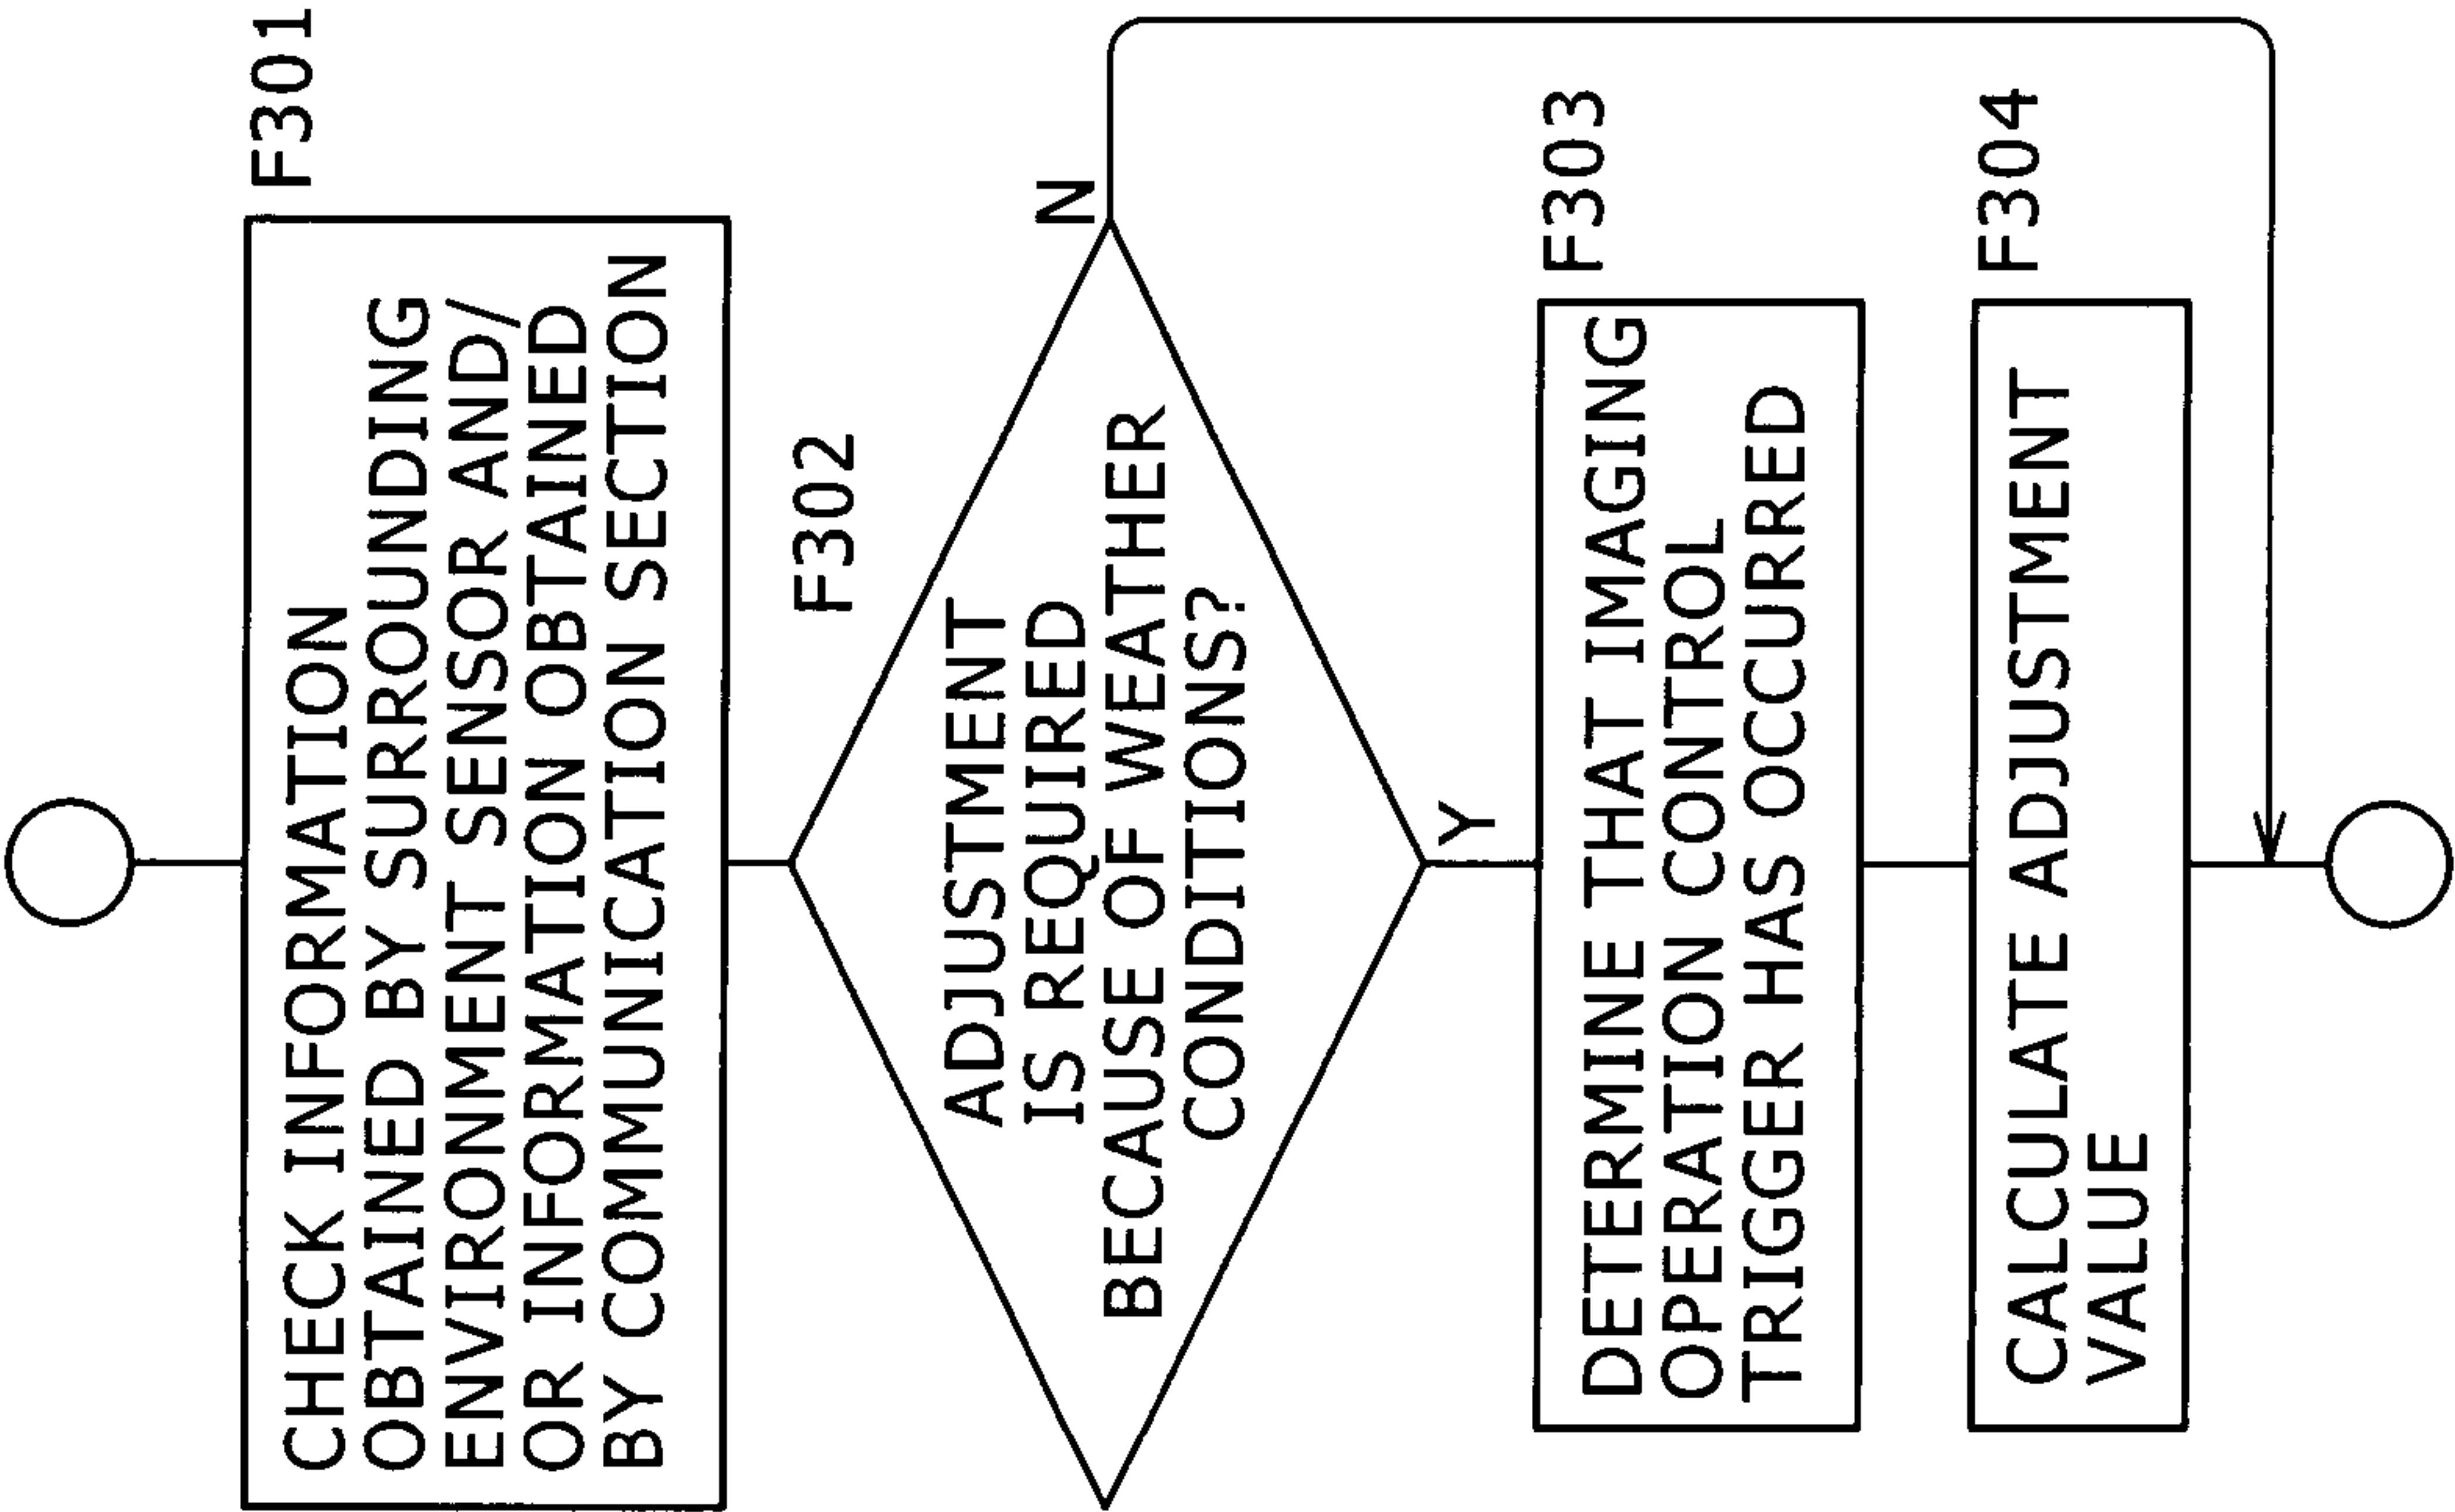 F301
CHECK INFORMATION
OBTAINED BY SURROUNDING
ENVIRONMENT SENSOR AND/
OR INFORMATION OBTAINED
BY COMMUNICATION SECTION
F302
ADJUSTMENT
IS REQUIRED
BECAUSE OF WEATHER
CONDITIONS?
N
Y
F303
DETERMINE THAT IMAGING
OPERATION CONTROL
TRIGGER HAS OCCURRED
F304
CALCULATE ADJUSTMENT
VALUE